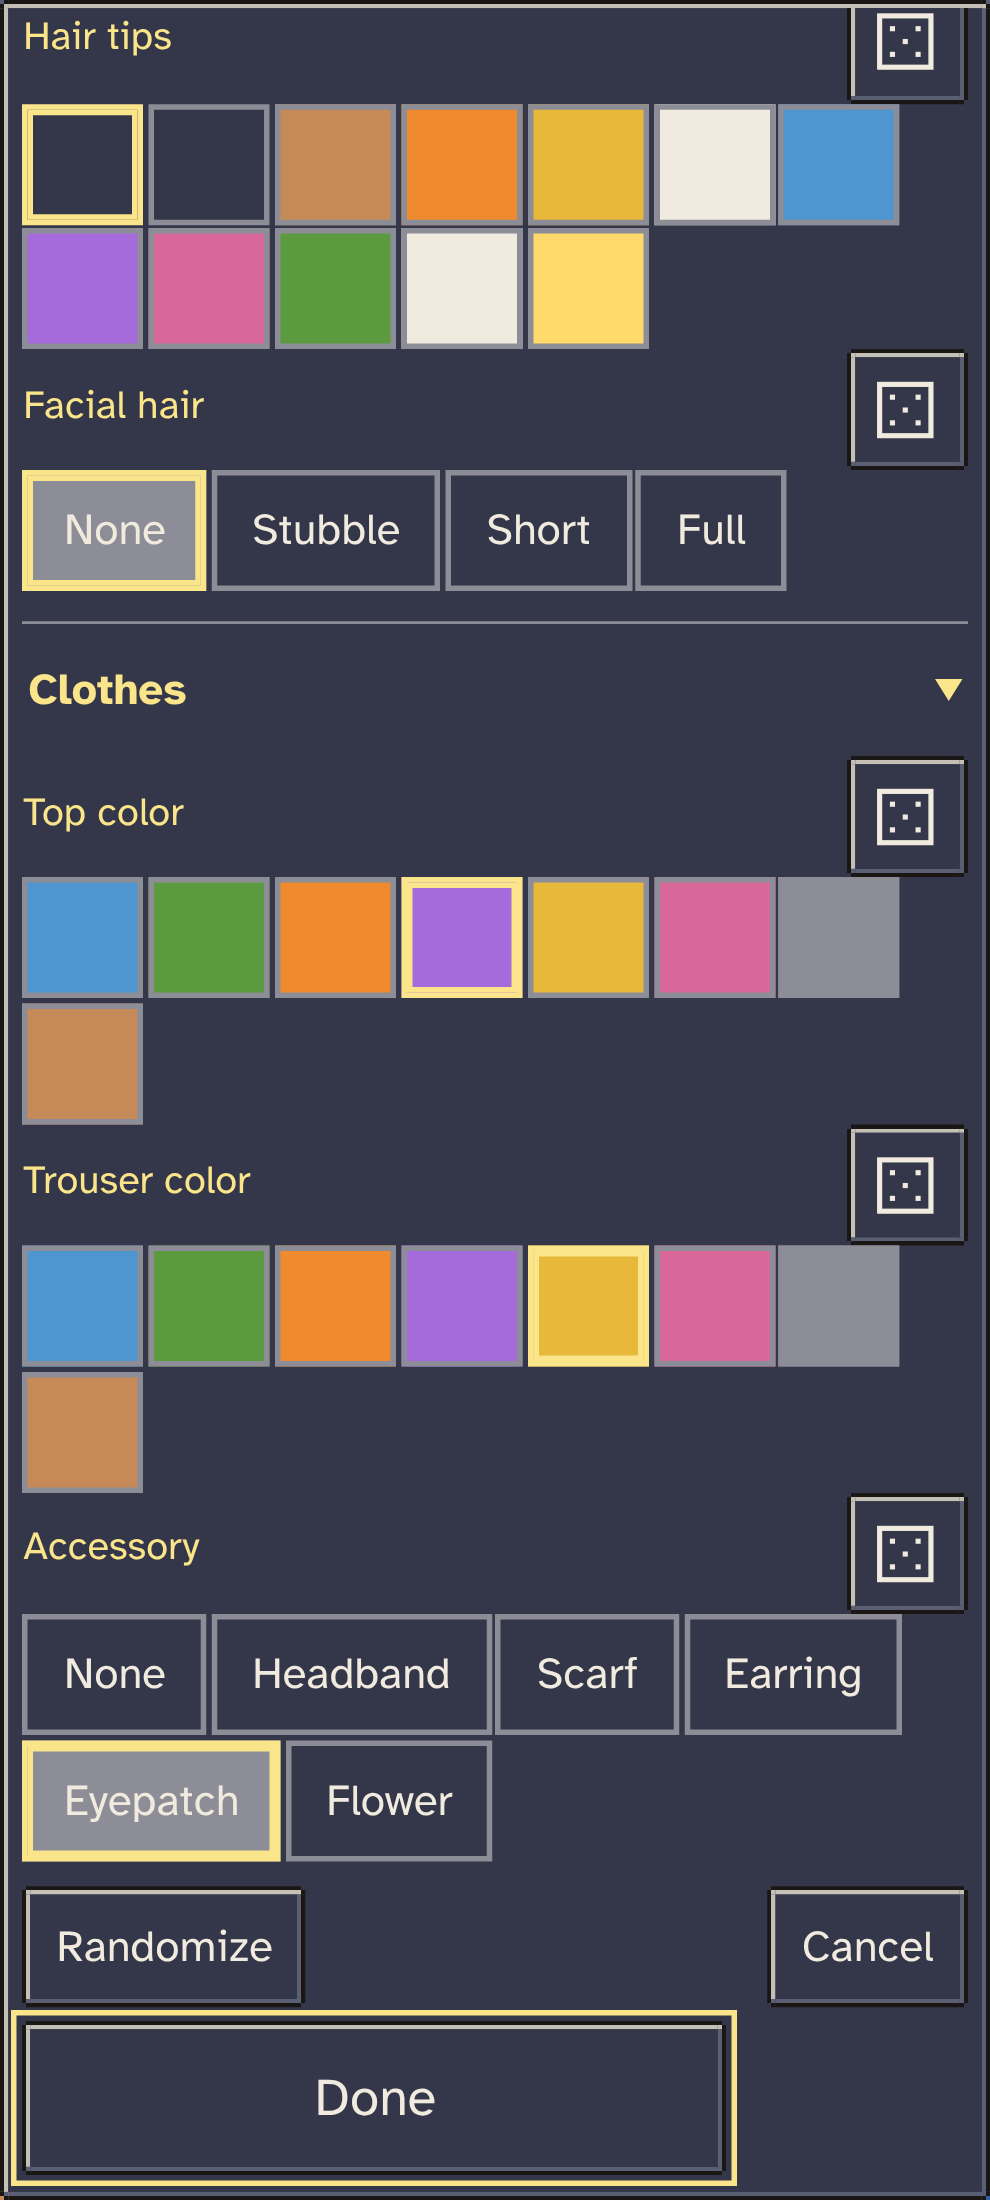 Hair tips
Facial hair
None Stubble Short Full
Clothes
Top color
Trouser color
Accessory
None Headband Scarf Earring
Eyepatch Flower
Randomize Cancel
Done